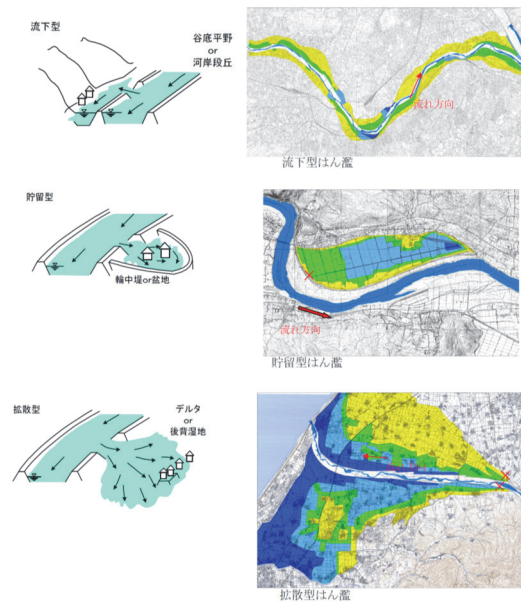 流下型
谷底平野
or
河岸段丘
流れ方向
流下型はん濫
貯留型
輪中堤or盆地
流れ方向
貯留型はん濫
拡散型
デルタ
or
後背湿地
拡散型はん濫